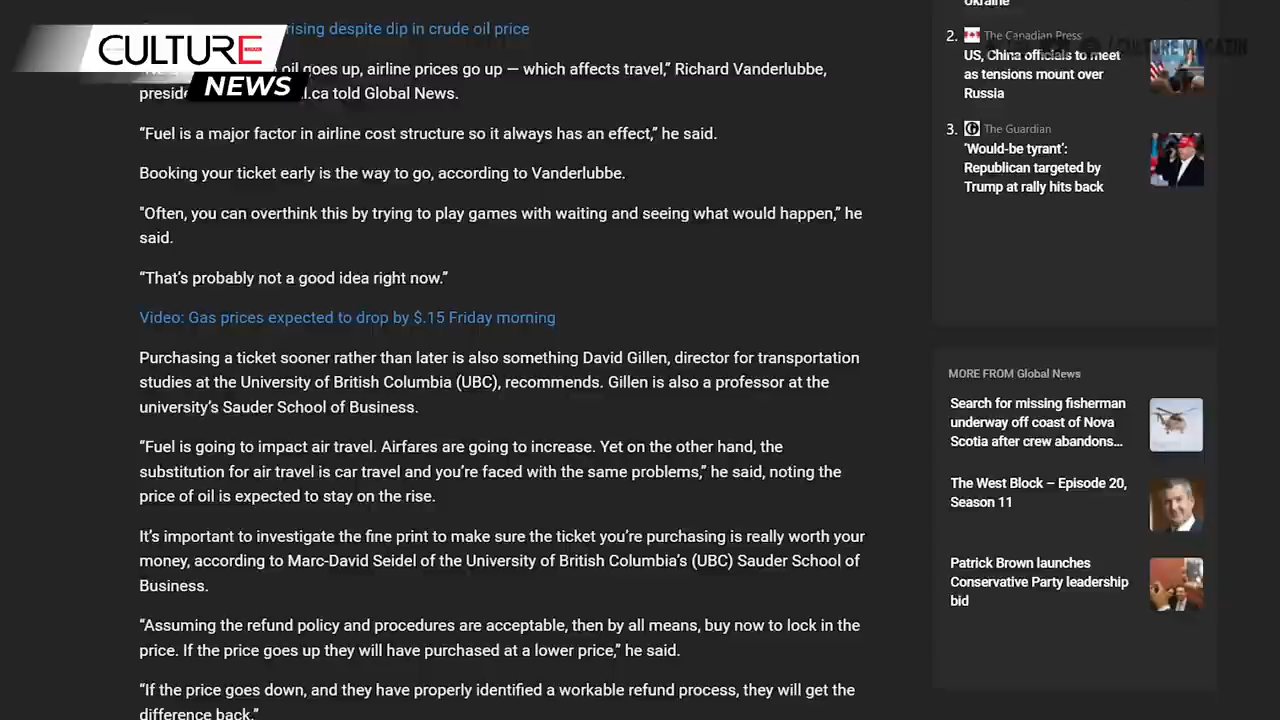 CULTURE
NEWS
rising despite dip in crude oil price
oil goes up, airline prices go up — which affects travel,” Richard Vanderlubbe,
.ca told Global News.
“Fuel is a major factor in airline cost structure so it always has an effect,” he said.
Booking your ticket early is the way to go, according to Vanderlubbe.
"Often, you can overthink this by trying to play games with waiting and seeing what would happen,” he
said.
“That’s probably not a good idea right now.”
Video: Gas prices expected to drop by $.15 Friday morning
Purchasing a ticket sooner rather than later is also something David Gillen, director for transportation
studies at the University of British Columbia (UBC), recommends. Gillen is also a professor at the
university’s Sauder School of Business.
“Fuel is going to impact air travel. Airfares are going to increase. Yet on the other hand, the
substitution for air travel is car travel and you’re faced with the same problems,” he said, noting the
price of oil is expected to stay on the rise.
It’s important to investigate the fine print to make sure the ticket you’re purchasing is really worth your
money, according to Marc-David Seidel of the University of British Columbia’s (UBC) Sauder School of
Business.
“Assuming the refund policy and procedures are acceptable, then by all means, buy now to lock in the
price. If the price goes up they will have purchased at a lower price,” he said.
“If the price goes down, and they have properly identified a workable refund process, they will get the
difference back.”
Ukraine
2. The Canadian Press
US, China officials to meet
as tensions mount over
Russia
3. The Guardian
'Would-be tyrant':
Republican targeted by
Trump at rally hits back
MORE FROM Global News
Search for missing fisherman
underway off coast of Nova
Scotia after crew abandons...
The West Block – Episode 20,
Season 11
Patrick Brown launches
Conservative Party leadership
bid